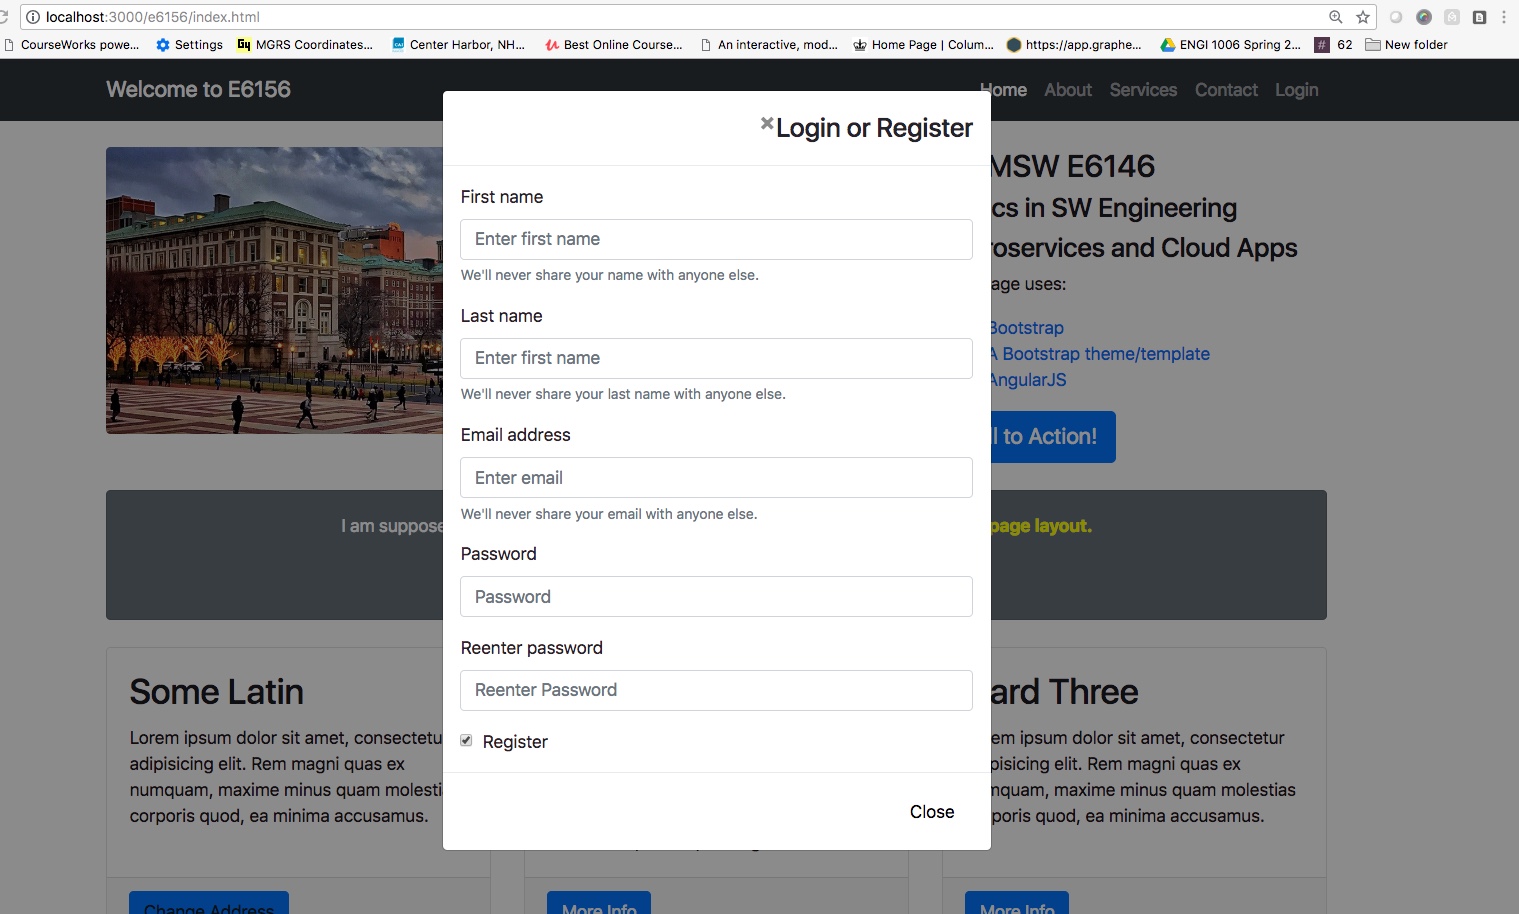 localhost:3000/e6156/index.html
CourseWorks powe... Settings MGRS Coordinates... Center Harbor, NH... Best Online Course... An interactive, mod... Home Page | Colum... https://app.graphe... ENGI 1006 Spring 2... # 62 New folder
Welcome to E6156
Home About Services Contact Login
×Login or Register
First name
Enter first name
We'll never share your name with anyone else.
Last name
Enter first name
We'll never share your last name with anyone else.
Email address
Enter email
We'll never share your email with anyone else.
Password
Password
Reenter password
Reenter Password
Register
Close
MSW E6146
cs in SW Engineering
oservices and Cloud Apps
age uses:
Bootstrap
A Bootstrap theme/template
AngularJS
ll to Action!
I am suppose
page layout.
Some Latin
Lorem ipsum dolor sit amet, consectetu
adipisicing elit. Rem magni quas ex
numquam, maxime minus quam molesti
corporis quod, ea minima accusamus.
Change Address
More Info
ard Three
em ipsum dolor sit amet, consectetur
pisicing elit. Rem magni quas ex
mquam, maxime minus quam molestias
poris quod, ea minima accusamus.
More Info